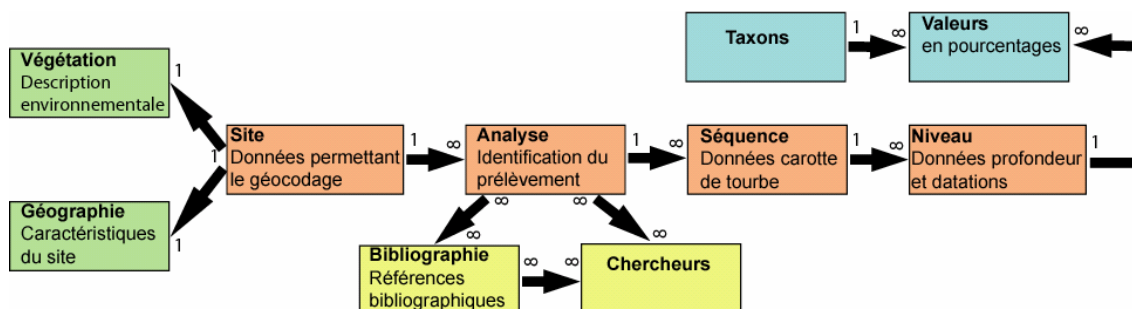 Taxons
1
∞
Valeurs
en pourcentages
∞
Végétation
Description
environnementale
1
Site
Données permettant
le géocodage
1
1
∞
Analyse
Identification du
prélèvement
1
∞
Séquence
Données carotte
de tourbe
1
∞
Niveau
Données profondeur
et datations
1
Géographie
Caractéristiques
du site
1
∞
∞
∞
∞
Bibliographie
Références
bibliographiques
∞
∞
Chercheurs